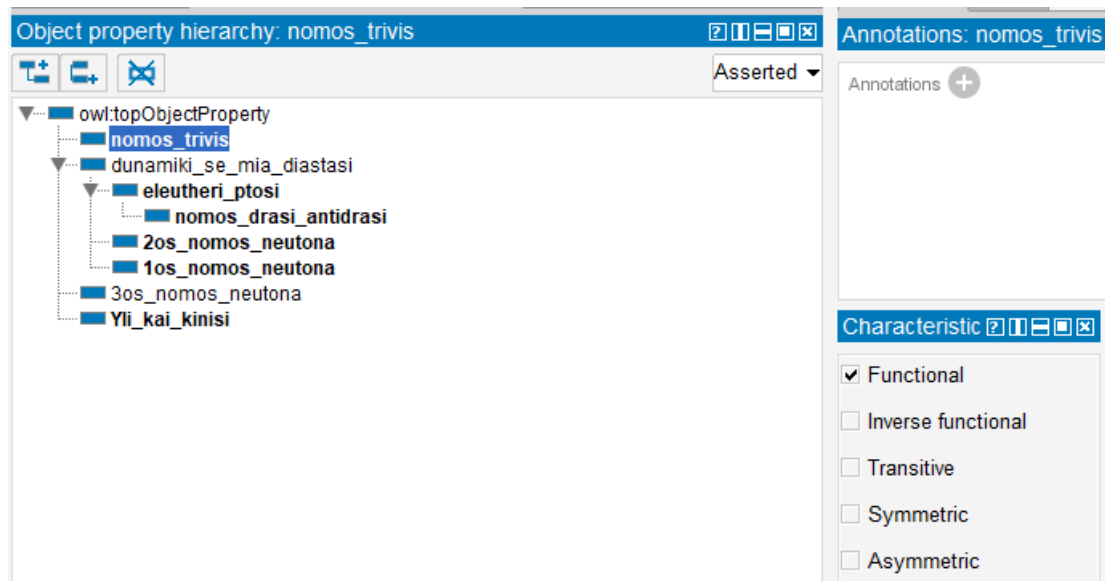 Object property hierarchy: nomos_trivis
Asserted
owl:topObjectProperty
nomos_trivis
dunamiki_se_mia_diastasi
eleutheri_ptosi
nomos_drasi_antidrasi
2os_nomos_neutona
1os_nomos_neutona
3os_nomos_neutona
Yli_kai_kinisi
Annotations: nomos_trivis
Annotations
Characteristic
Functional
Inverse functional
Transitive
Symmetric
Asymmetric